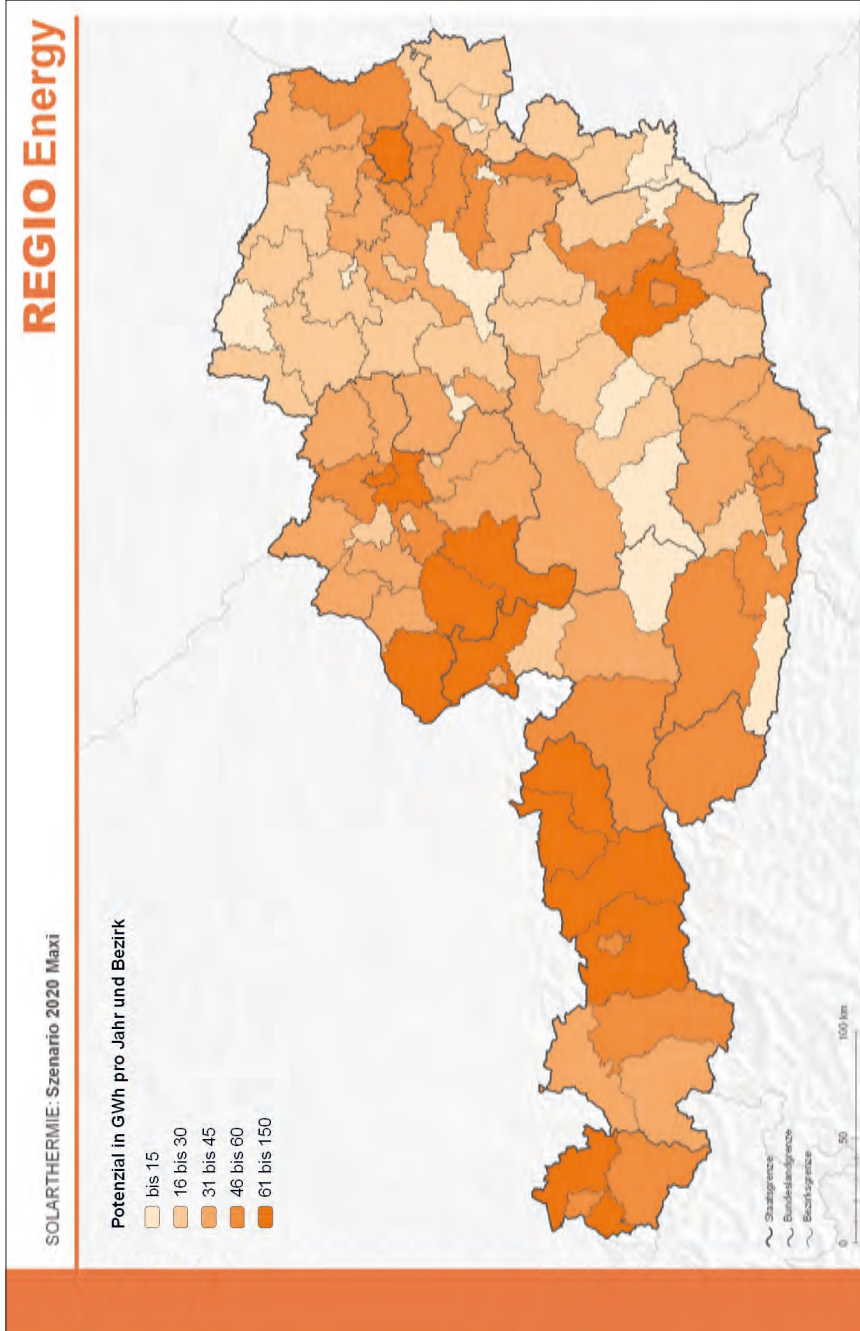 REGIO Energy
SOLARTHERMIE: Szenario 2020 Maxi
Potenzial in GWh pro Jahr und Bezirk
bis 15
16 bis 30
31 bis 45
46 bis 60
61 bis 150
Staatsgrenze
Bundeslandgrenze
Bezirksgrenze
0 50 100 km